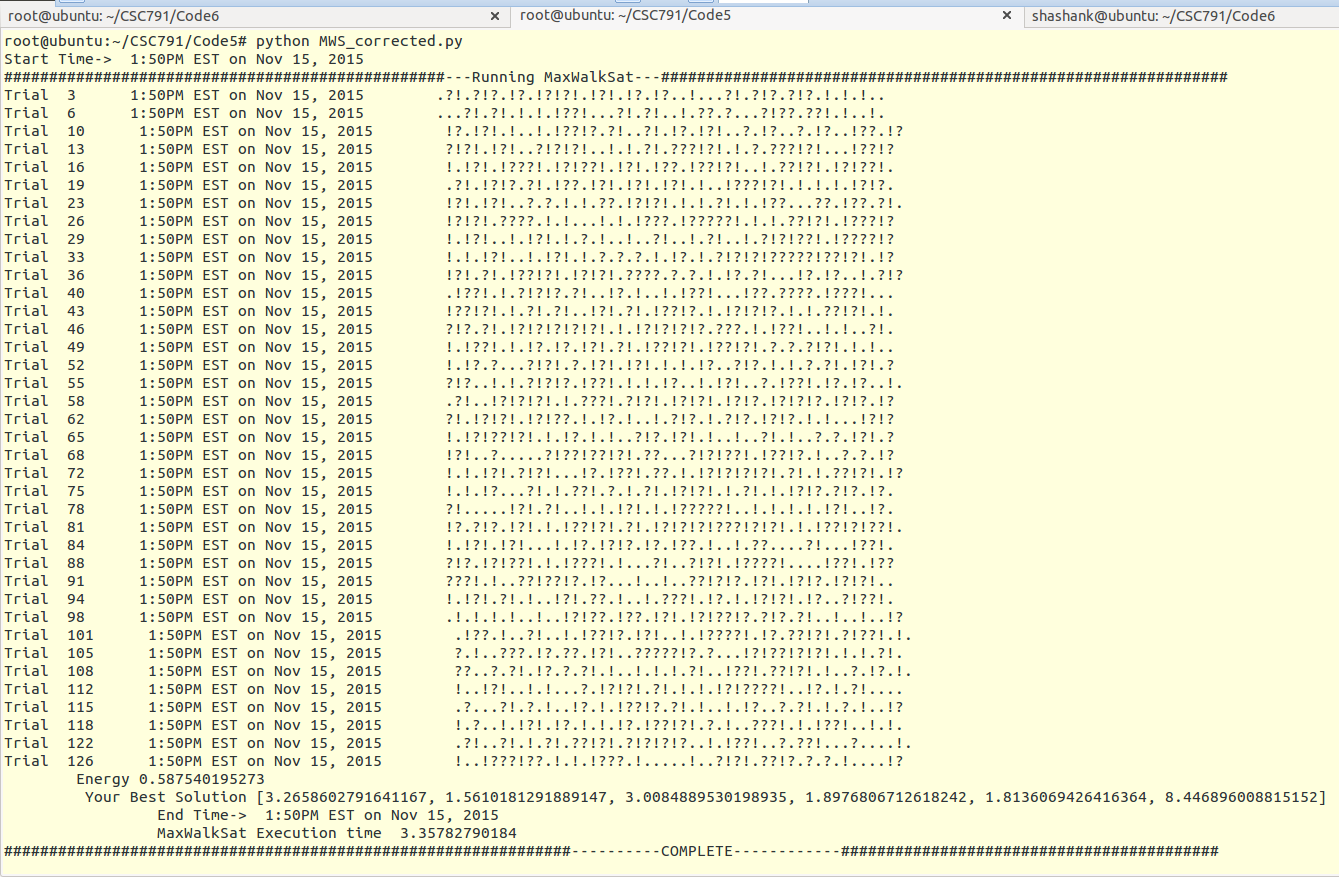 root@ubuntu: ~/CSC791/Code6 × root@ubuntu: ~/CSC791/Code5 × shashank@ubuntu: ~/CSC791/Code6
root@ubuntu:~/CSC791/Code5# python MWS_corrected.py
Start Time-> 1:50PM EST on Nov 15, 2015
#################################################---Running MaxWalkSat---###############################################################
Trial 3 1:50PM EST on Nov 15, 2015 .?!.?!?.!?.!?!?!.!?!.!?.!?..!...?!.?!?.?!?.!.!.!..
Trial 6 1:50PM EST on Nov 15, 2015 ...?!.?!.!.!.!??!...?!.?!..!.??.?...?!??.??!.!..!.
Trial 10 1:50PM EST on Nov 15, 2015 !?.!?!.!.!??!?.?!..?!.!?.!?!..?.!?..?.!?..!??.!?
Trial 13 1:50PM EST on Nov 15, 2015 ?!?!.!?!..?!?!?!..!.!.?!.???!?!.!.?.???!?!...!??!?
Trial 16 1:50PM EST on Nov 15, 2015 !.!?!.!???!.!?!??!.!?!.!??.!??!?!..!.??!?!.!?!??!.
Trial 19 1:50PM EST on Nov 15, 2015 .?!.!?!?.?!.!??.!?!.!?!.!?!.!..!???!?!.!.!.!.!?!?.
Trial 23 1:50PM EST on Nov 15, 2015 !?!.!?!..?.?.!.!.??.!?!?!.!.?!.!.!??...??.!??.?!.
Trial 26 1:50PM EST on Nov 15, 2015 !?!?!.????.!.!...!.!.!???.!?????!.!.!.??!?!.!???!?
Trial 29 1:50PM EST on Nov 15, 2015 !.!?!..!.!?!.!.?.!..!..?!..!.?!..!.?!?!??!.!????!?
Trial 33 1:50PM EST on Nov 15, 2015 !.!.!?!..!.!?!.!.?.?.?.!.!?.!.?!?!?!?????!??!?!.!?
Trial 36 1:50PM EST on Nov 15, 2015 !?!.?!.!??!?!.!?!?!.????.?.?.!.!?.?!...!?.!?..!.?!?
Trial 40 1:50PM EST on Nov 15, 2015 .!??!.!.?!?!?.?!..!?.!..!.!??!...!??.????.!???!...
Trial 43 1:50PM EST on Nov 15, 2015 !??!?!.!.?!.?!..!?!.?!.!??!.!.!?!?!.!?!.!.??!?!.!.
Trial 46 1:50PM EST on Nov 15, 2015 ?!?.?!.!?!?!?!?!.!.!?!?!?!?.???.!.!??!..!.!..?!.
Trial 49 1:50PM EST on Nov 15, 2015 !.!??!.!.!?.!?.!?!.?!.!??!?!.!??!?!.?.?.?!?!.!.!..
Trial 52 1:50PM EST on Nov 15, 2015 !.!?.?...?!?!.?.!?!.!?!.!.!.!?..?!?.!.!.?.?!.!?!.?
Trial 55 1:50PM EST on Nov 15, 2015 ?!?..!.!.?!?!?.!??!.!.!.!?..!.!?!..?.!??!.!?.!?..!.
Trial 58 1:50PM EST on Nov 15, 2015 .?!..!?!?!?!.!.???!.?!?!.!?!?!.!?!.!?!?!?.!?!?.!?
Trial 62 1:50PM EST on Nov 15, 2015 ?!.!?!?!.!?!??.!.!?.!..!.?!?.!.?!?.!?!?.!.!...!?!?
Trial 65 1:50PM EST on Nov 15, 2015 !.!?!??!?!.!.!?.!.!..?!?.!?!.!..!..?!.!..?.?.!?!.?
Trial 68 1:50PM EST on Nov 15, 2015 !?!..?.....?!??!??!?!.??...?!?!??!.!??!?.!..?.?.!?
Trial 72 1:50PM EST on Nov 15, 2015 !.!.!?!.?!?!...!?.!??!.??.!.!?!?!?!?!.?!.!.!??!.!?
Trial 75 1:50PM EST on Nov 15, 2015 !.!.!?...?!.!.??!.?.!.?!.!?!?!.!.?!.!.!?!?.?!?.!?.
Trial 78 1:50PM EST on Nov 15, 2015 ?!.....!?!.?!..!.!.!?!.!.!?????!..!.!.!.!.!?!..!?.
Trial 81 1:50PM EST on Nov 15, 2015 !?.?!?.!?!.!.!??!?!.?!.!?!?!?!???!?!?!.!.!??!?!??!.
Trial 84 1:50PM EST on Nov 15, 2015 !.!?!.!?!...!.!?.!?!?.!?.!??.!..!.??....?!...!??!.
Trial 88 1:50PM EST on Nov 15, 2015 ?!?.!?!??!.!.!???!.!...?!..??!?!.!????!....!??!.!??
Trial 91 1:50PM EST on Nov 15, 2015 ???!.!..??!??!?.!?...!..!..??!?!?.?!.!?!.!?!?!..
Trial 94 1:50PM EST on Nov 15, 2015 !.!?!.?!.!..!?!.??.!..!.???!.!?.!.!?!?!.!?..?!??!.
Trial 98 1:50PM EST on Nov 15, 2015 .!.!.!.!..!?!??.!??.!?!.!?!??!?.?!?.?!..!..!..!?
Trial 101 1:50PM EST on Nov 15, 2015 .!??.!..?!..!.!??!?.!?!..!.!????!.!?.??!?!.?!??!.!.
Trial 105 1:50PM EST on Nov 15, 2015 ?.!..???.!?.??.!?!..?????!?.?...!?!??!?!?!.!.!.?!.
Trial 108 1:50PM EST on Nov 15, 2015 ??..?.?!.!?.?.?!.!..!.!.!.?!..!??!.!??!?!.!..?.!?.!.
Trial 112 1:50PM EST on Nov 15, 2015 !..!?!..!.!...?.!?!?!.?!.!.!.!?!????!..!?.!.?!....
Trial 115 1:50PM EST on Nov 15, 2015 .?...?!.?.!..!?.!.!??!?.?!.!..!.!?..?.?!.!.?.!..!?
Trial 118 1:50PM EST on Nov 15, 2015 !.?..!.!?!.!?.!.!.!?.!??!?!.?.!..???!.!.!??!..!.!.
Trial 122 1:50PM EST on Nov 15, 2015 .?!..?!.!.?!.??!?!.?!?!?!?..!.!??!..?.??!...?....!.
Trial 126 1:50PM EST on Nov 15, 2015 !..!???!??.!.!.!???.!.....!..!?!.??!?.?.?.!....!?
Energy 0.587540195273
Your Best Solution [3.2658602791641167, 1.5610181291889147, 3.0084889530198935, 1.8976806712618242, 1.8136069426416364, 8.446896008815152]
End Time-> 1:50PM EST on Nov 15, 2015
MaxWalkSat Execution time 3.35782790184
###############################################################----------COMPLETE------------##########################################